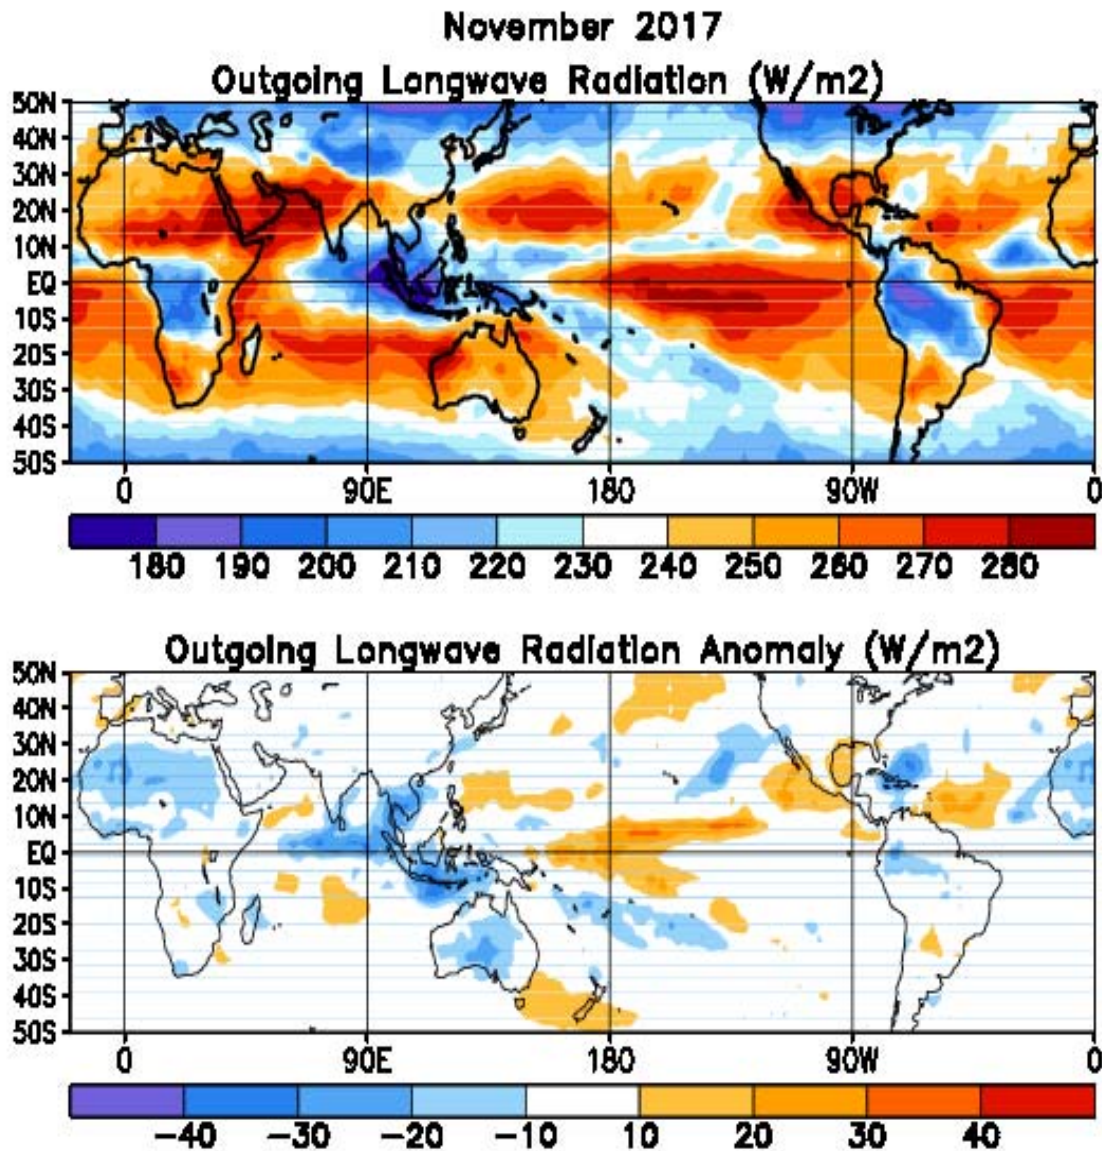 November 2017
Outgoing Longwave Radiation (W/m2)
50N
40N
30N
20N
10N
EQ
10S
20S
30S
40S
50S
0 90E 180 90W 0
180 190 200 210 220 230 240 250 260 270 280
Outgoing Longwave Radiation Anomaly (W/m2)
50N
40N
30N
20N
10N
EQ
10S
20S
30S
40S
50S
0 90E 180 90W 0
−40 −30 −20 −10 10 20 30 40